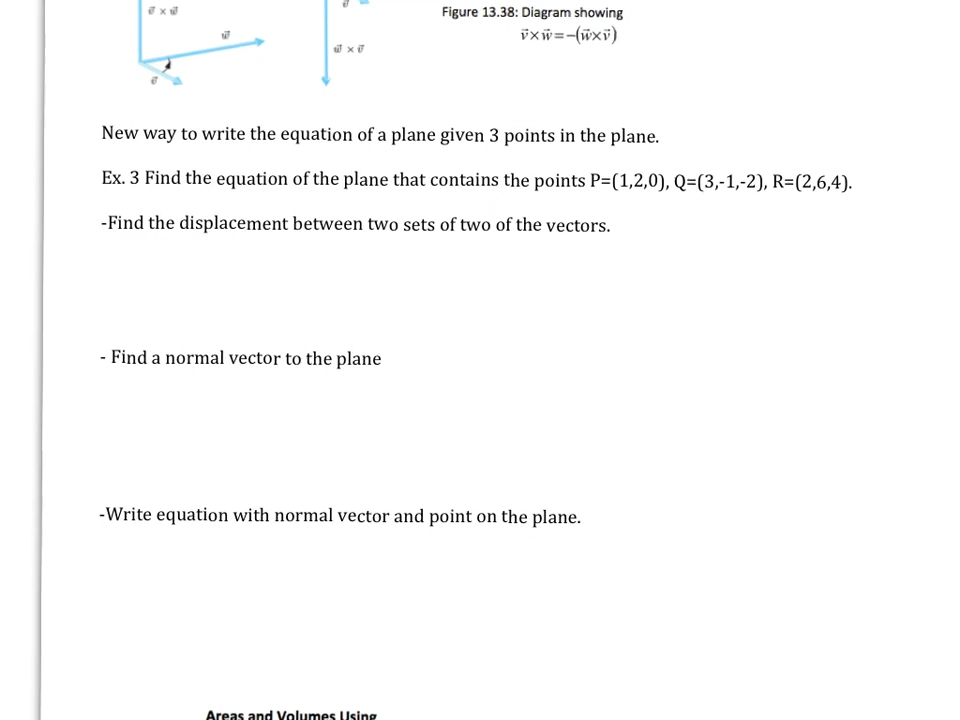 v⃗ × w⃗
w⃗
v⃗
v⃗
w⃗ × v⃗
Figure 13.38: Diagram showing
v⃗×w⃗=−(w⃗×v⃗)
New way to write the equation of a plane given 3 points in the plane.
Ex. 3 Find the equation of the plane that contains the points P=(1,2,0), Q=(3,-1,-2), R=(2,6,4).
-Find the displacement between two sets of two of the vectors.
- Find a normal vector to the plane
-Write equation with normal vector and point on the plane.
Areas and Volumes Using